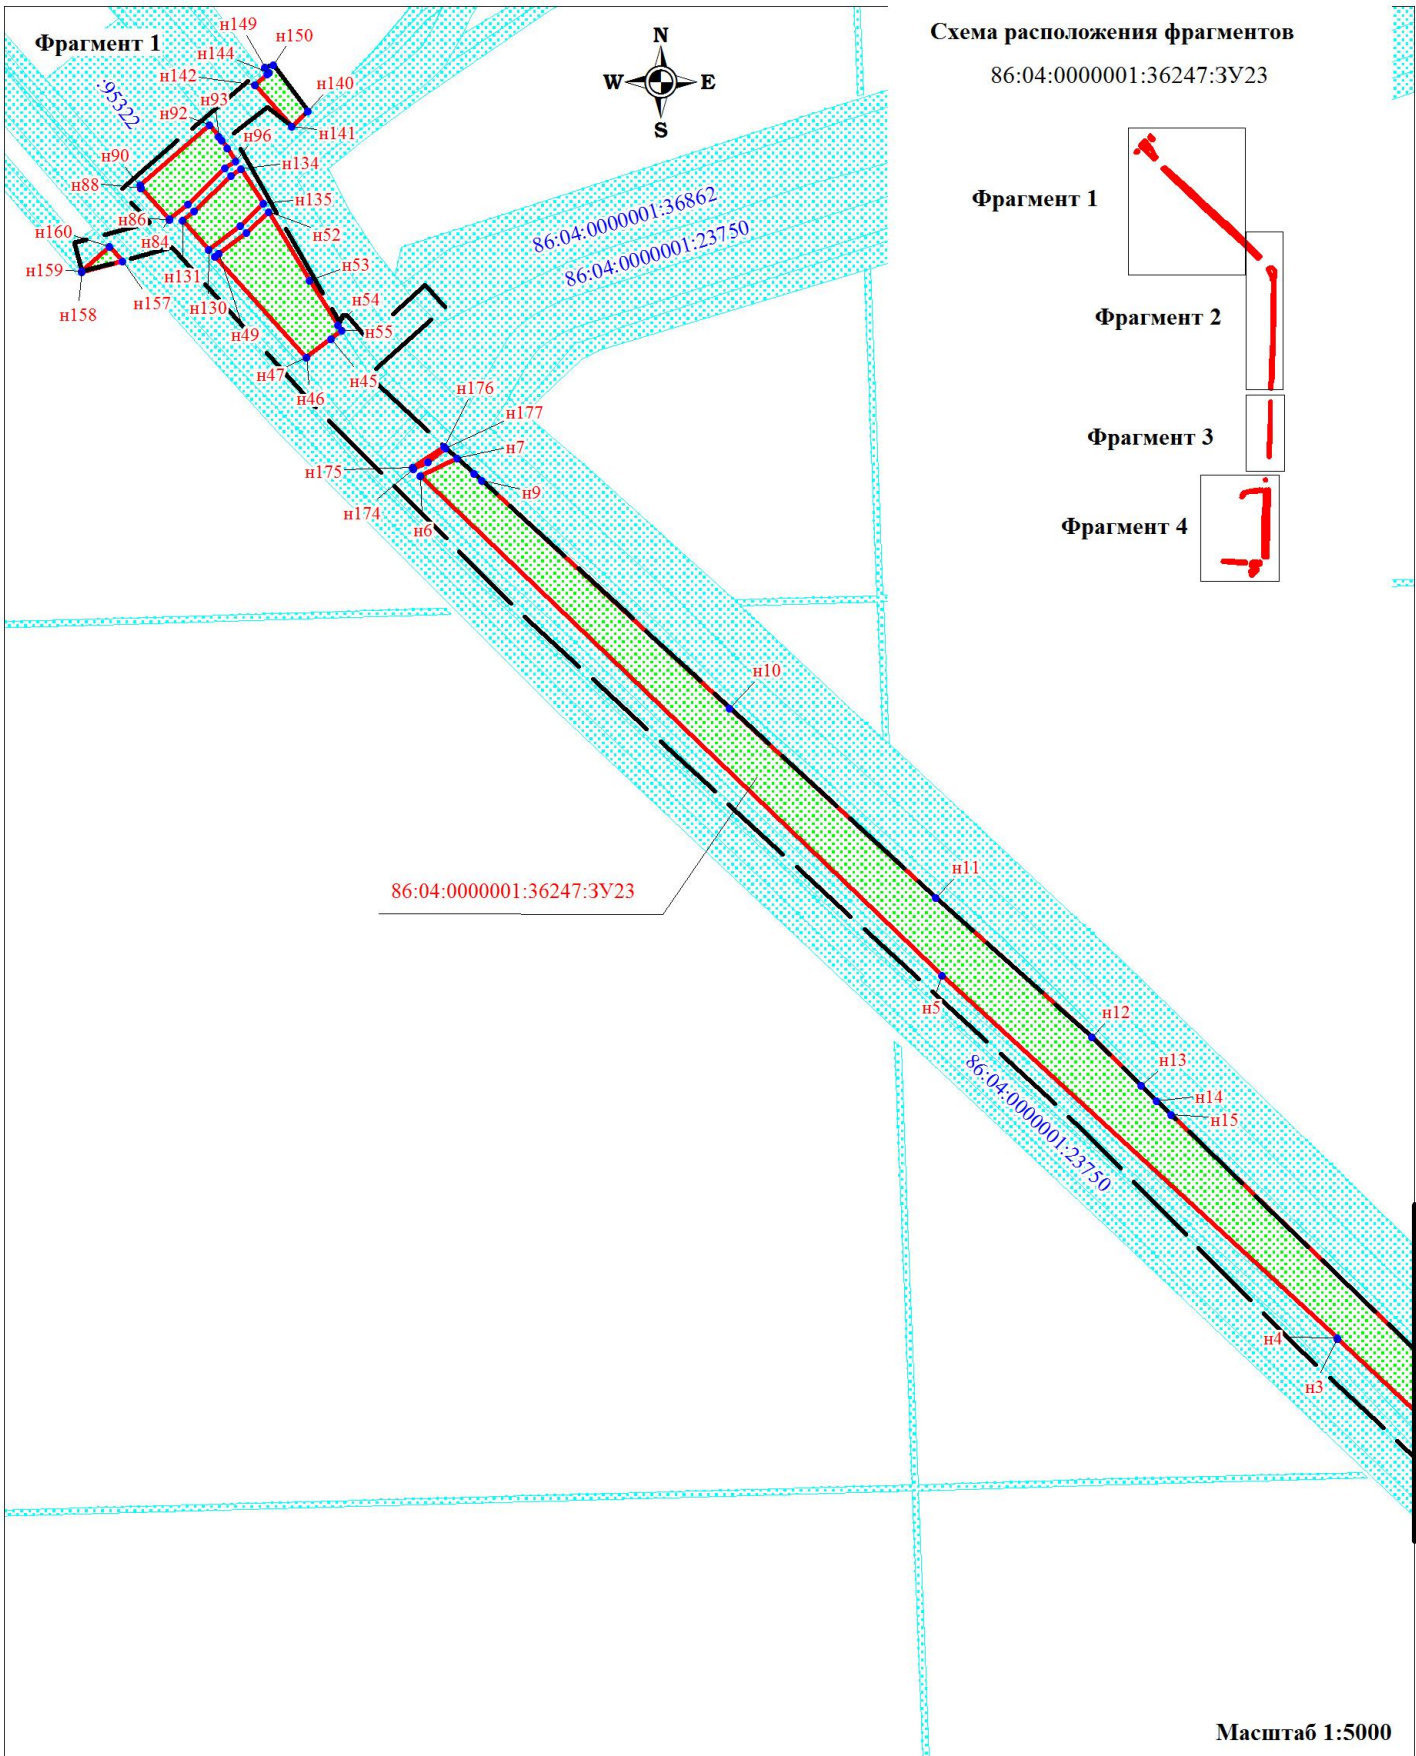 Фрагмент 1
Схема расположения фрагментов
86:04:0000001:36247:ЗУ23
N
W E
S
Фрагмент 1
Фрагмент 2
Фрагмент 3
Фрагмент 4
н149
н150
н144
н142
н140
:95322
н93
н92
н141
н96
н90
н134
н88
н135
н86
н52
н160
н84
н53
н159
н131
н157
н54
н158
н130
н55
н49
н47
н45
н46
86:04:0000001:36862
86:04:0000001:23750
н176
н177
н7
н175
н9
н174
н6
н10
86:04:0000001:36247:ЗУ23
н11
н5
н12
86:04:0000001:23750
н13
н14
н15
н4
н3
Масштаб 1:5000